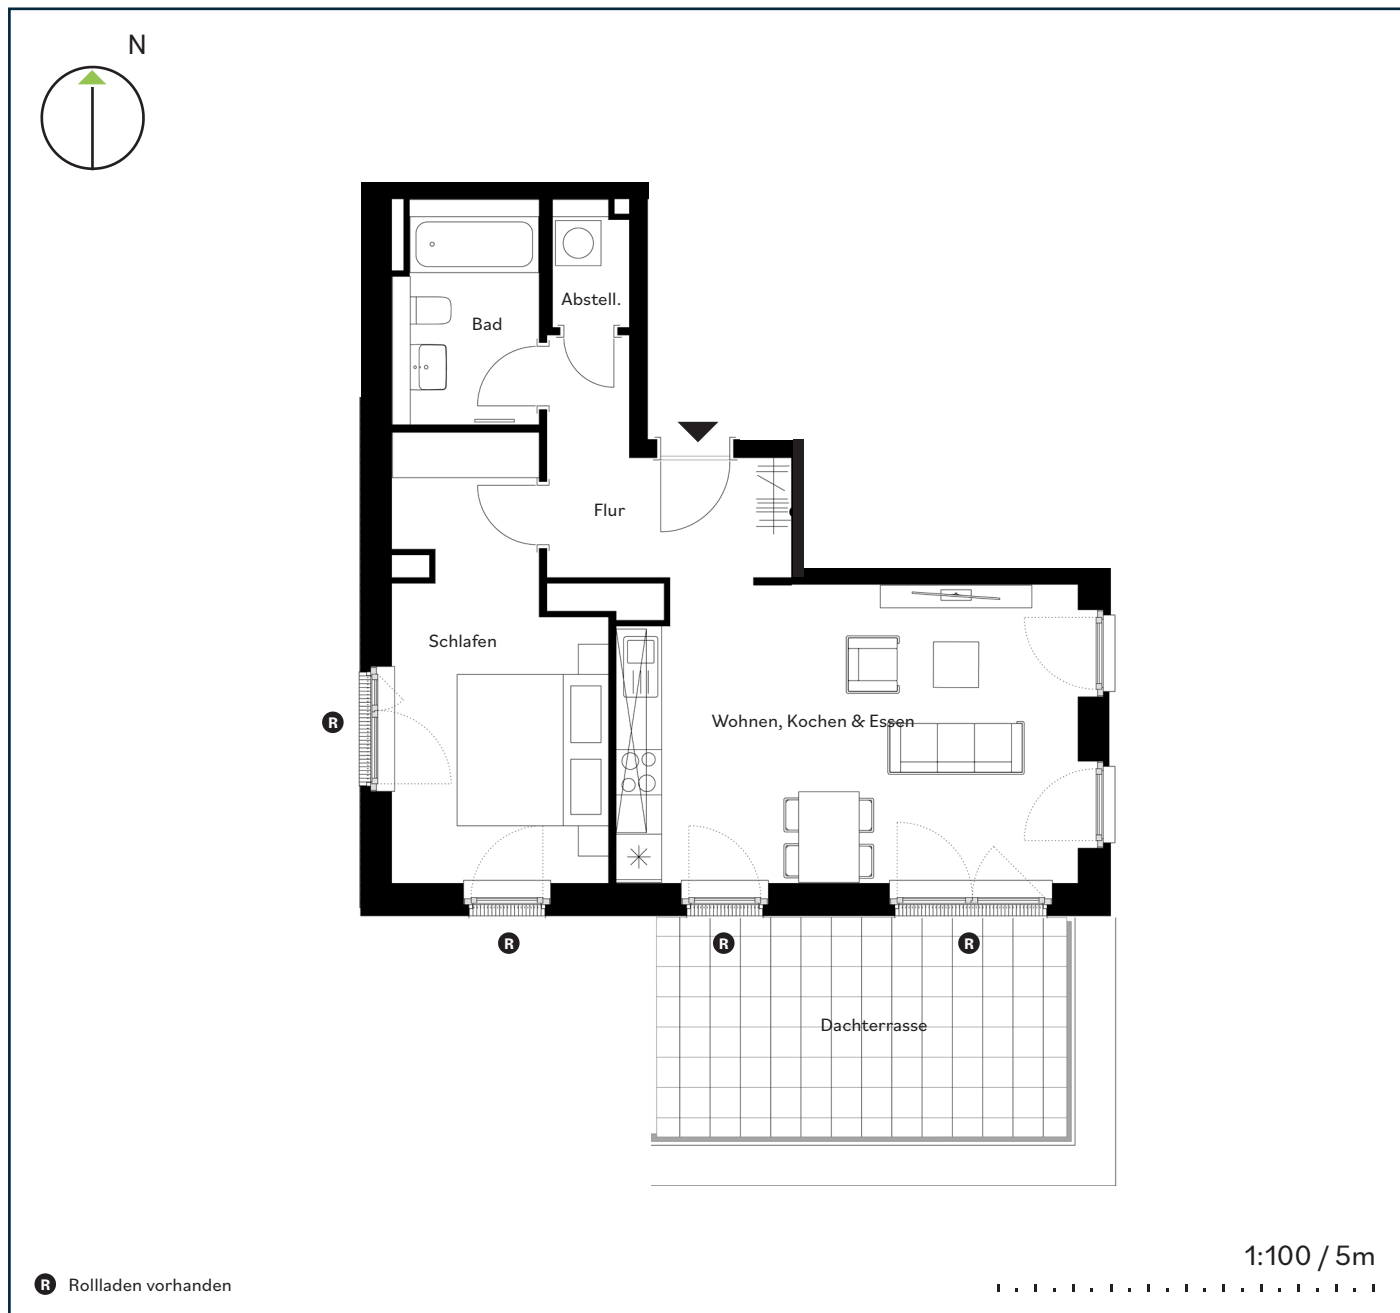 N
Abstell.
Bad
Flur
Schlafen
R
Wohnen, Kochen & Essen
R
R
R
Dachterrasse
1:100 / 5m
R Rollladen vorhanden